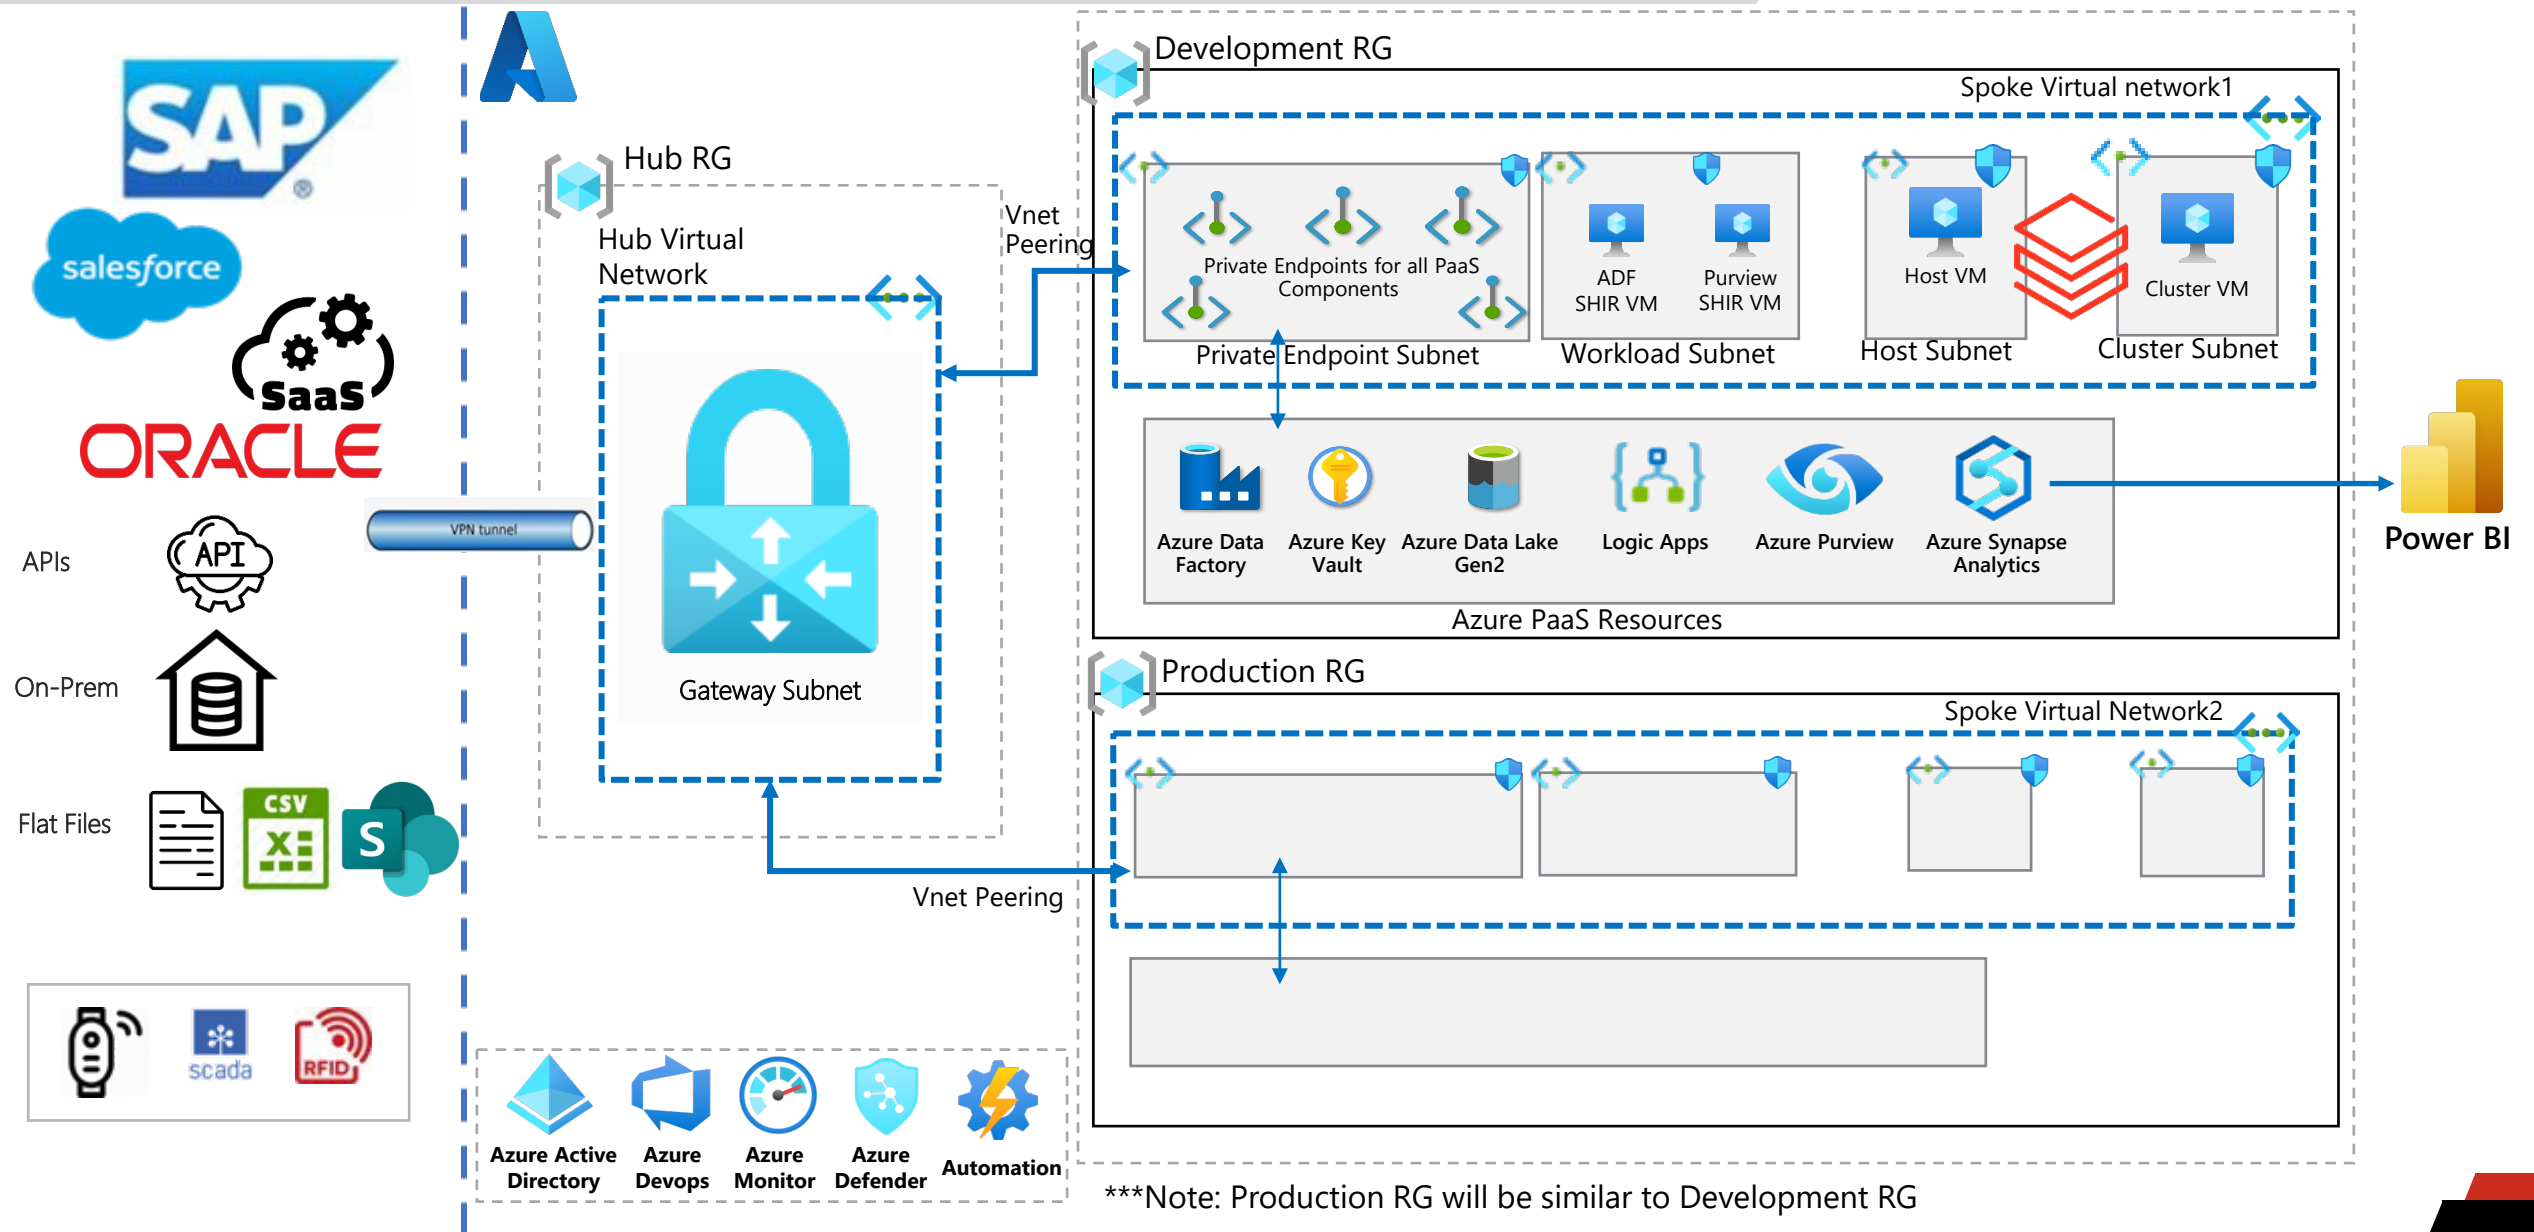 SAP
®
salesforce
SaaS
ORACLE
APIs
API
On-Prem
Flat Files
CSV
X
S
scada
RFID
VPN tunnel
Hub RG
Hub Virtual
Network
Gateway Subnet
Vnet
Peering
Vnet Peering
Development RG
Spoke Virtual network1
Private Endpoints for all PaaS
Components
Private Endpoint Subnet
ADF
SHIR VM
Purview
SHIR VM
Workload Subnet
Host VM
Host Subnet
Cluster VM
Cluster Subnet
Azure Data
Factory
Azure Key
Vault
Azure Data Lake
Gen2
Logic Apps
Azure Purview
Azure Synapse
Analytics
Azure PaaS Resources
Power BI
Production RG
Spoke Virtual Network2
Azure Active
Directory
Azure
Devops
Azure
Monitor
Azure
Defender
Automation
***Note: Production RG will be similar to Development RG